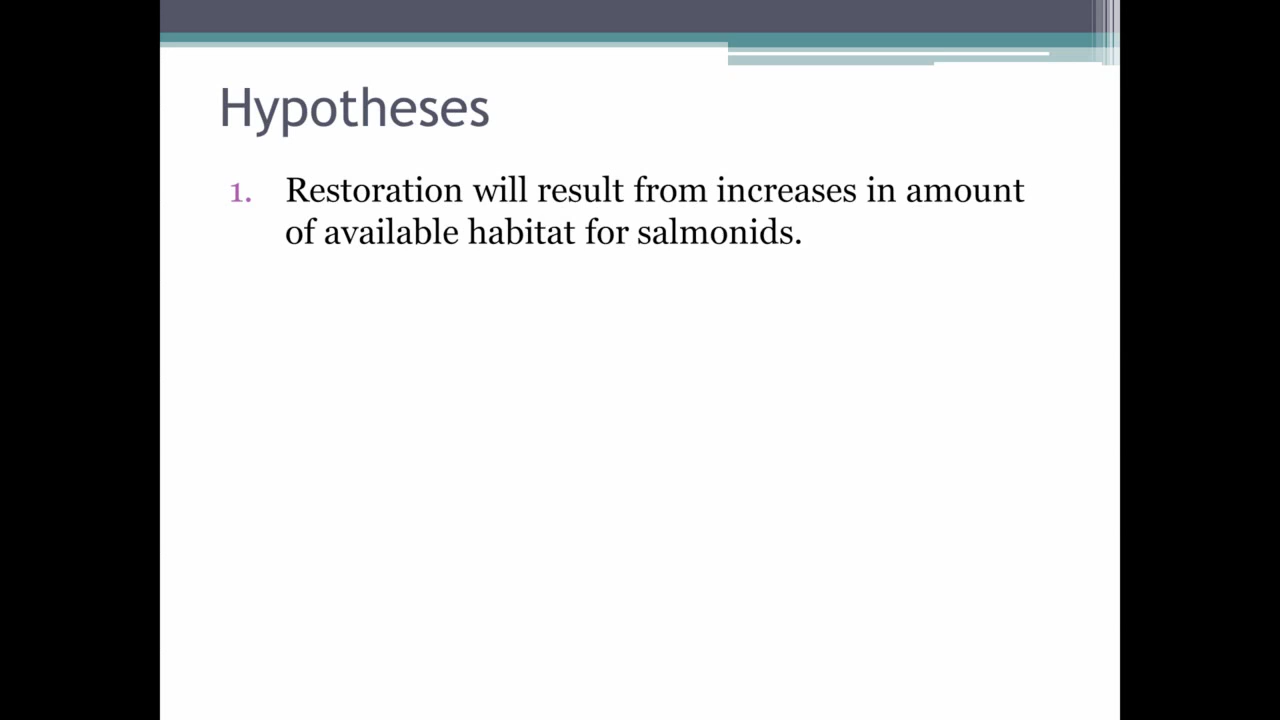 Hypotheses
1. Restoration will result from increases in amount
of available habitat for salmonids.